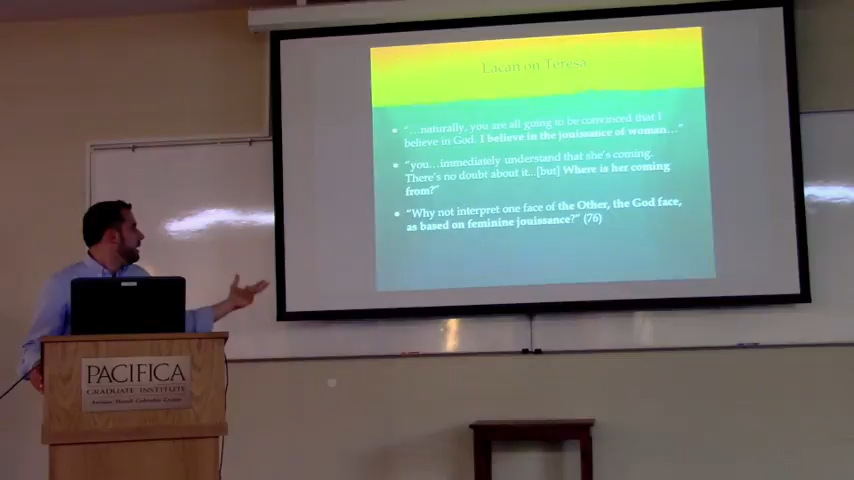 Lacan on Teresa
• "…naturally, you are all going to be convinced that I
believe in God. I believe in the jouissance of woman…"
• "you…immediately understand that she's coming.
There's no doubt about it...[but] Where is her coming
from?"
• "Why not interpret one face of the Other, the God face,
as based on feminine jouissance?" (76)
PACIFICA
GRADUATE INSTITUTE